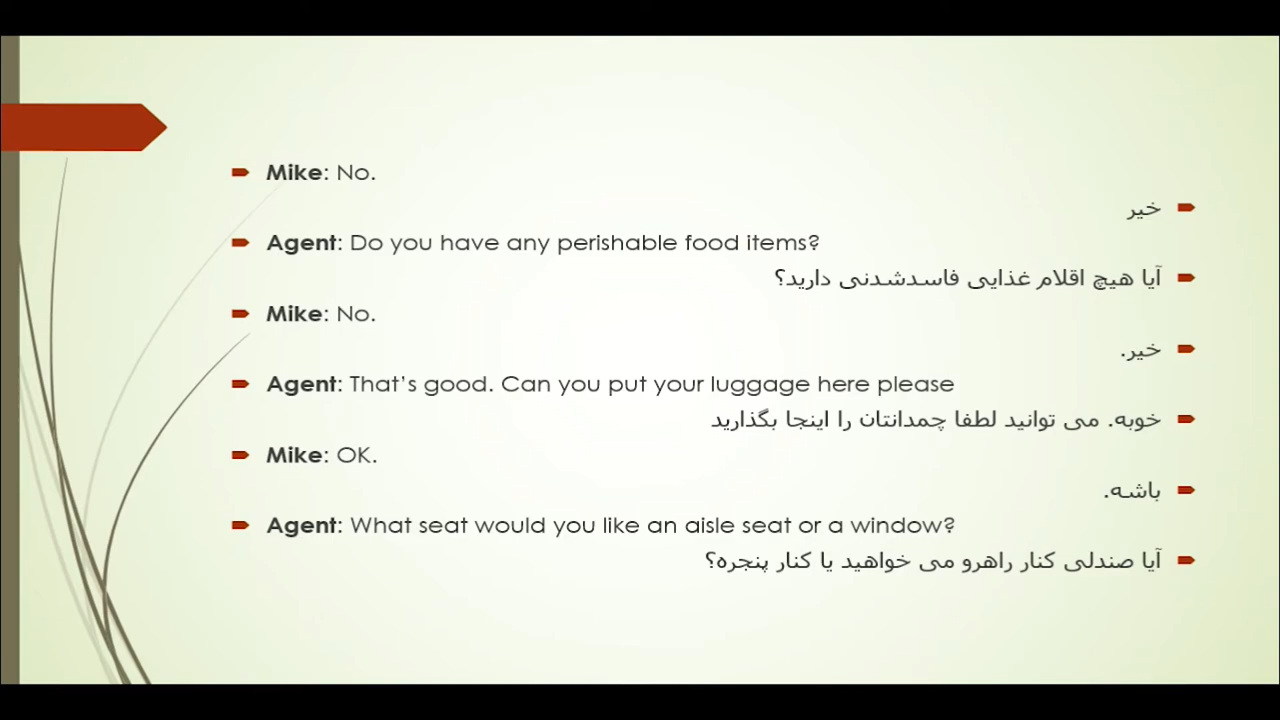 Mike: No.
خیر
Agent: Do you have any perishable food items?
آیا هیچ اقلام غذایی فاسدشدنی دارید؟
Mike: No.
خیر.
Agent: That's good. Can you put your luggage here please
خوبه. می توانید لطفا چمدانتان را اینجا بگذارید
Mike: OK.
باشه.
Agent: What seat would you like an aisle seat or a window?
آیا صندلی کنار راهرو می خواهید یا کنار پنجره؟